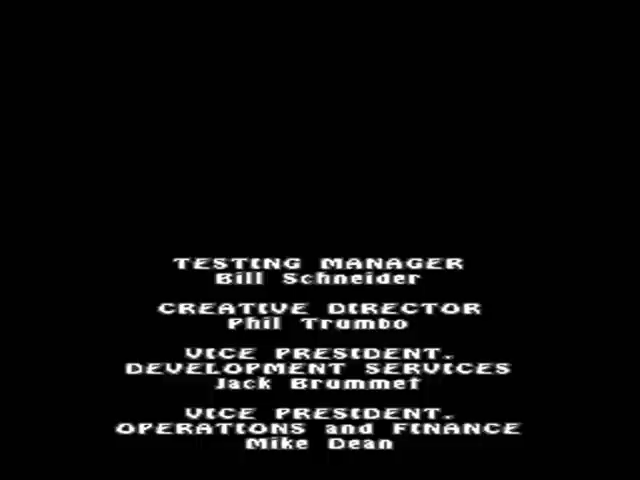 TESTING MANAGER
Bill Schneider
CREATIVE DIRECTOR
Phil Trumbo
VICE PRESIDENT.
DEVELOPMENT SERVICES
Jack Brummet
VICE PRESIDENT.
OPERATIONS and FINANCE
Mike Dean